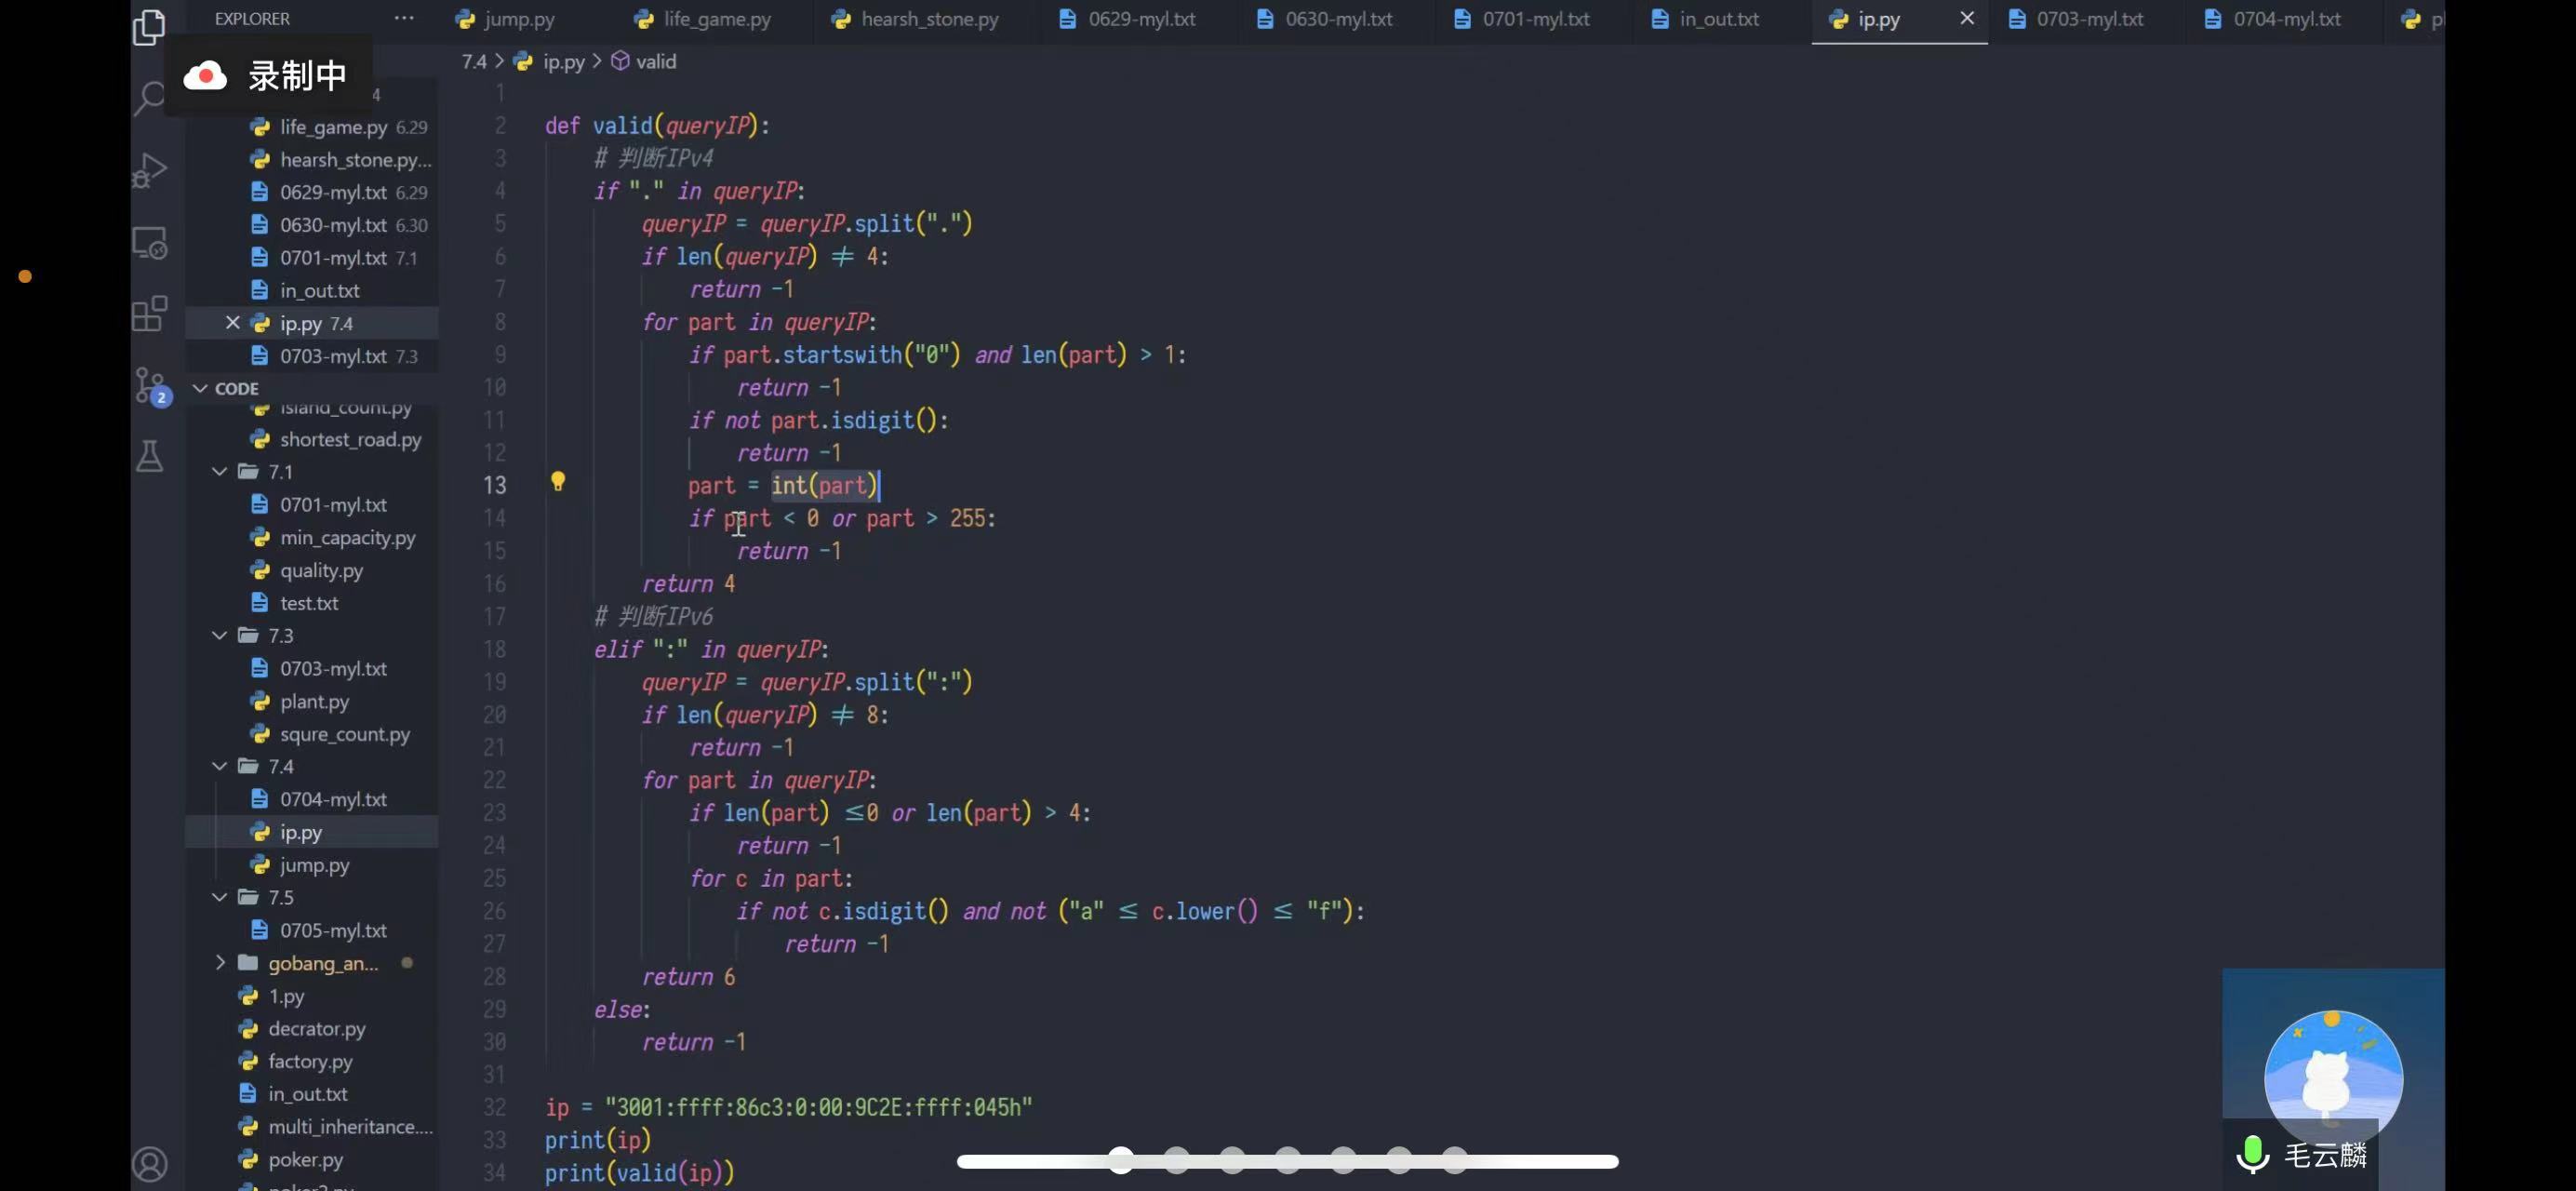 EXPLORER
jump.py
life_game.py
hearsh_stone.py
0629-myl.txt
0630-myl.txt
0701-myl.txt
in_out.txt
ip.py
0703-myl.txt
0704-myl.txt
录制中
7.4 > ip.py > valid
4
life_game.py 6.29
hearsh_stone.py...
0629-myl.txt 6.29
0630-myl.txt 6.30
0701-myl.txt 7.1
in_out.txt
ip.py 7.4
0703-myl.txt 7.3
CODE
island_count.py
shortest_road.py
7.1
0701-myl.txt
min_capacity.py
quality.py
test.txt
7.3
0703-myl.txt
plant.py
squre_count.py
7.4
0704-myl.txt
ip.py
jump.py
7.5
0705-myl.txt
gobang_an...
1.py
decrator.py
factory.py
in_out.txt
multi_inheritance....
poker.py
2
1
2 def valid(queryIP):
3 # 判断IPv4
4 if "." in queryIP:
5 queryIP = queryIP.split(".")
6 if len(queryIP) ≠ 4:
7 return -1
8 for part in queryIP:
9 if part.startswith("0") and len(part) > 1:
10 return -1
11 if not part.isdigit():
12 return -1
13 part = int(part)
14 if part < 0 or part > 255:
15 return -1
16 return 4
17 # 判断IPv6
18 elif ":" in queryIP:
19 queryIP = queryIP.split(":")
20 if len(queryIP) ≠ 8:
21 return -1
22 for part in queryIP:
23 if len(part) ≤0 or len(part) > 4:
24 return -1
25 for c in part:
26 if not c.isdigit() and not ("a" ≤ c.lower() ≤ "f"):
27 return -1
28 return 6
29 else:
30 return -1
31
32 ip = "3001:ffff:86c3:0:00:9C2E:ffff:045h"
33 print(ip)
34 print(valid(ip))
毛云麟